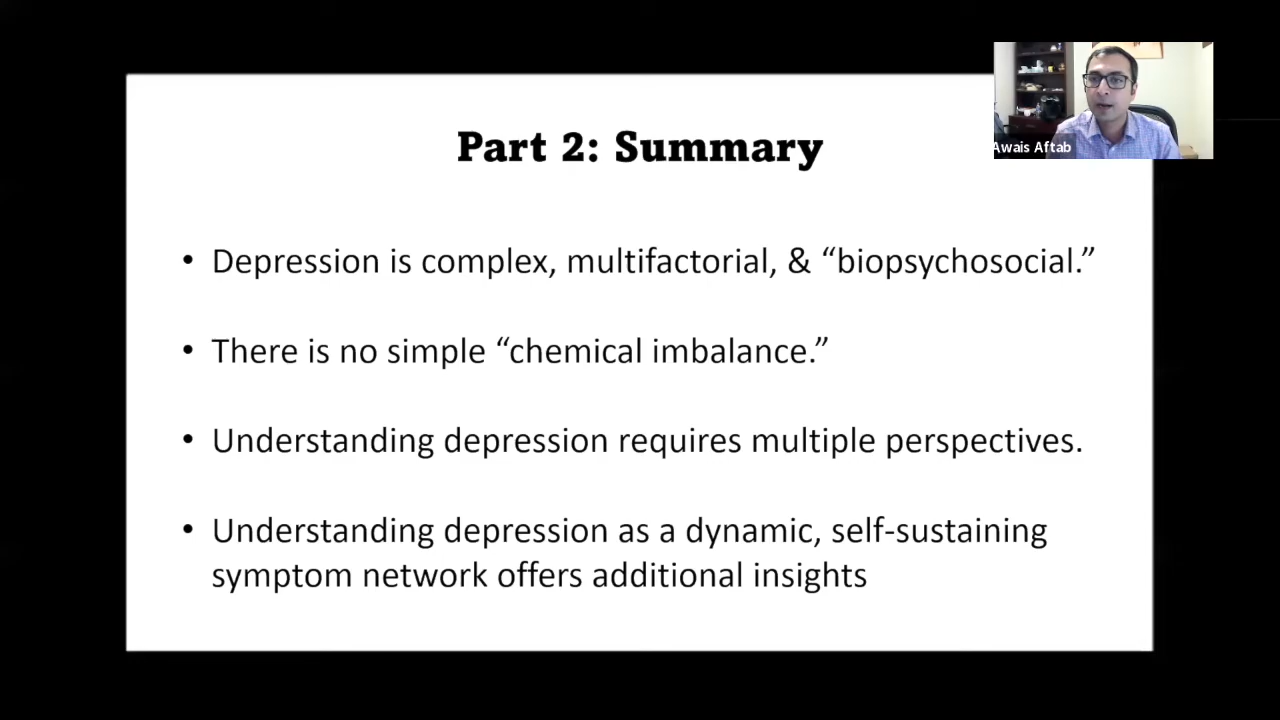 Part 2: Summary
Awais Aftab
• Depression is complex, multifactorial, & “biopsychosocial.”
• There is no simple “chemical imbalance.”
• Understanding depression requires multiple perspectives.
• Understanding depression as a dynamic, self-sustaining
symptom network offers additional insights